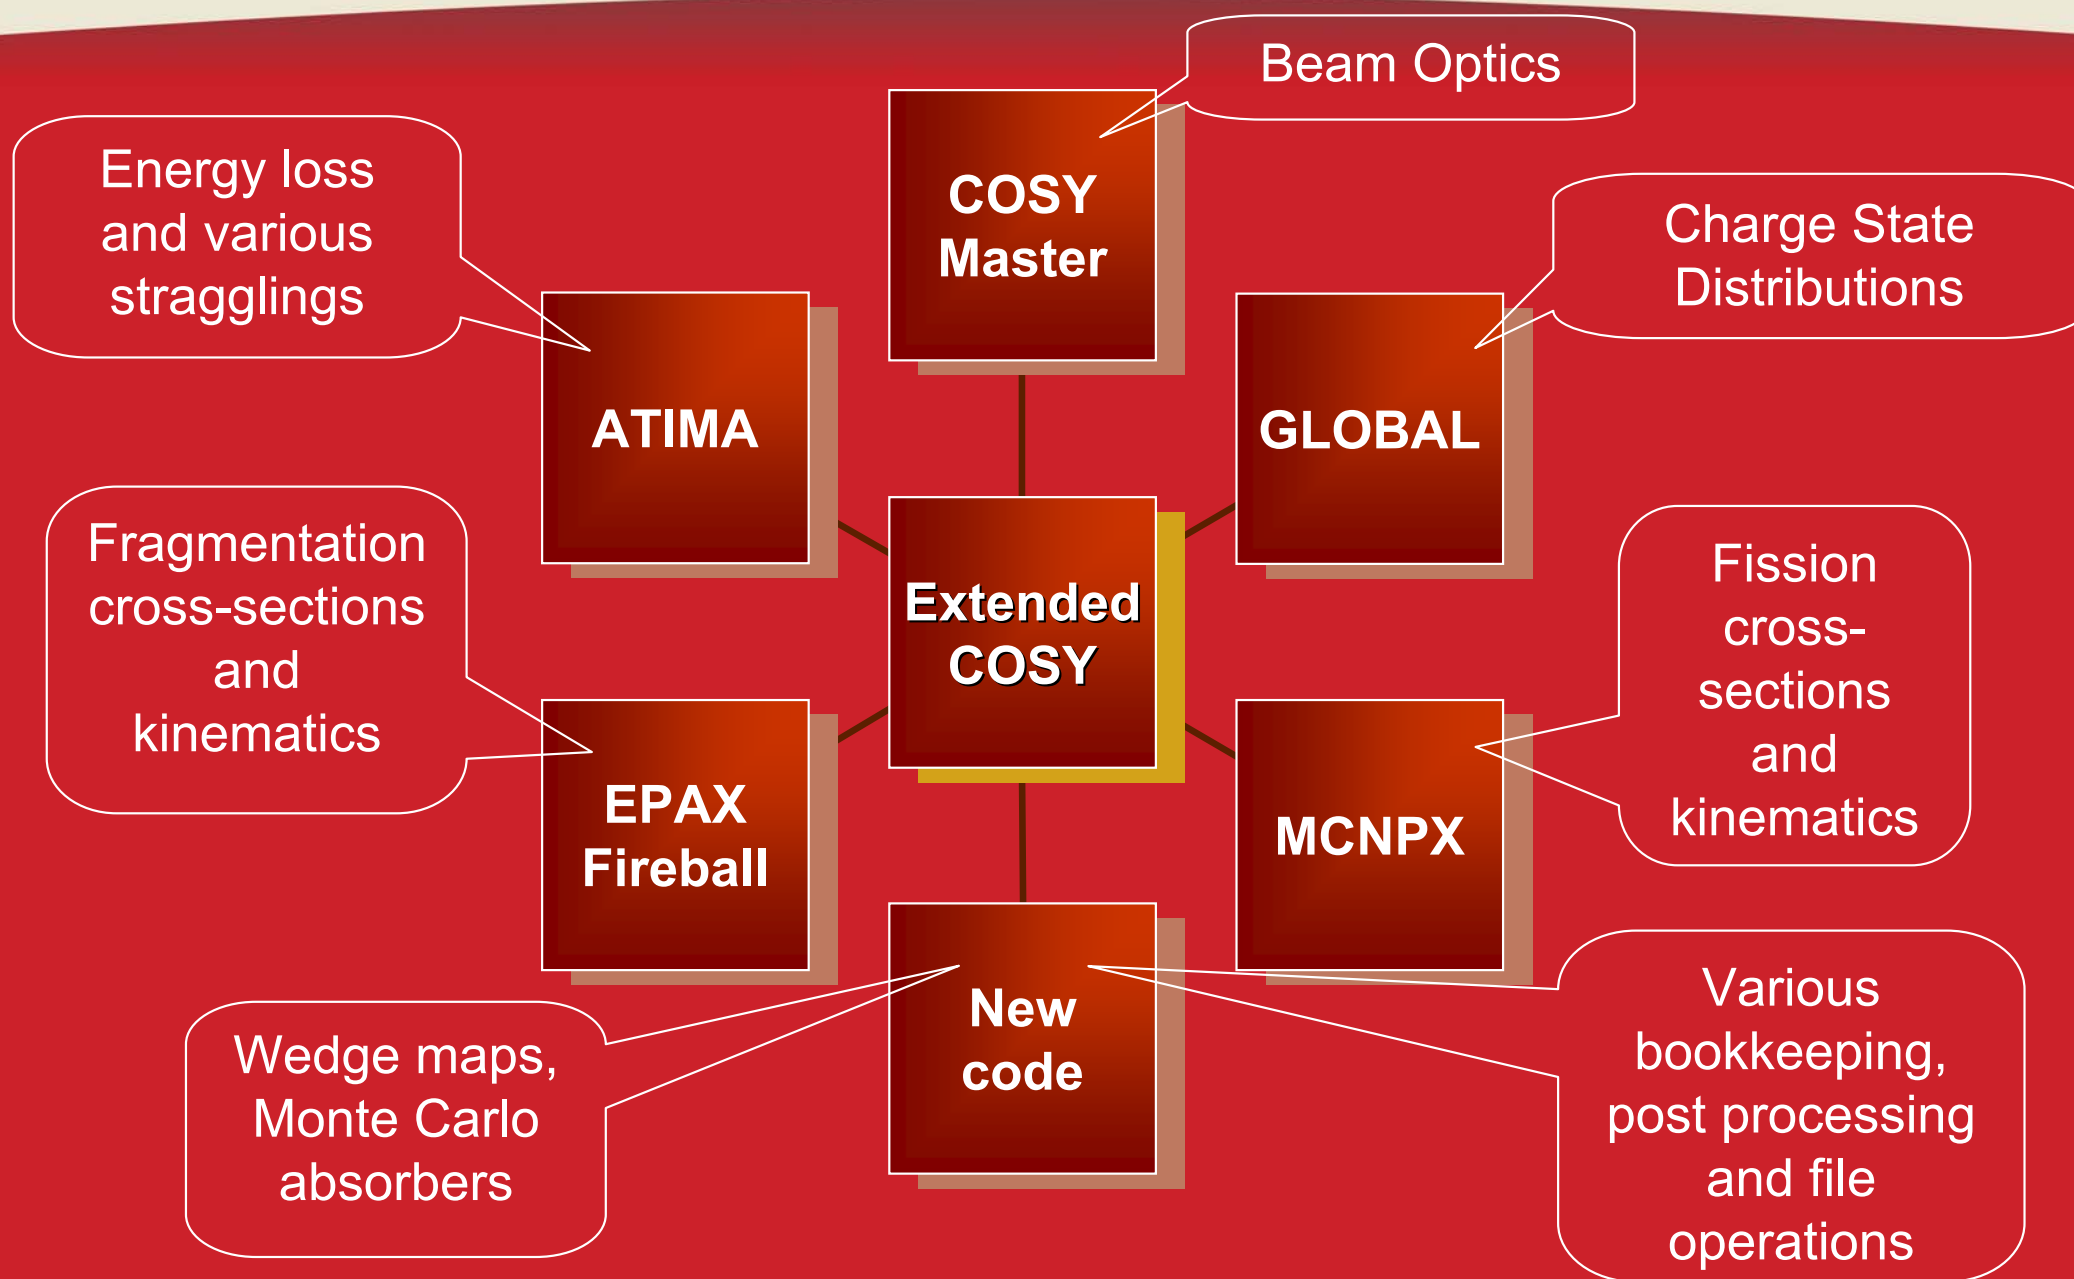 Beam Optics
Energy loss
and various
stragglings
COSY
Master
Charge State
Distributions
ATIMA
GLOBAL
Fragmentation
cross-sections
and
kinematics
Extended
COSY
Fission
cross-
sections
and
kinematics
EPAX
Fireball
MCNPX
Wedge maps,
Monte Carlo
absorbers
New
code
Various
bookkeeping,
post processing
and file
operations